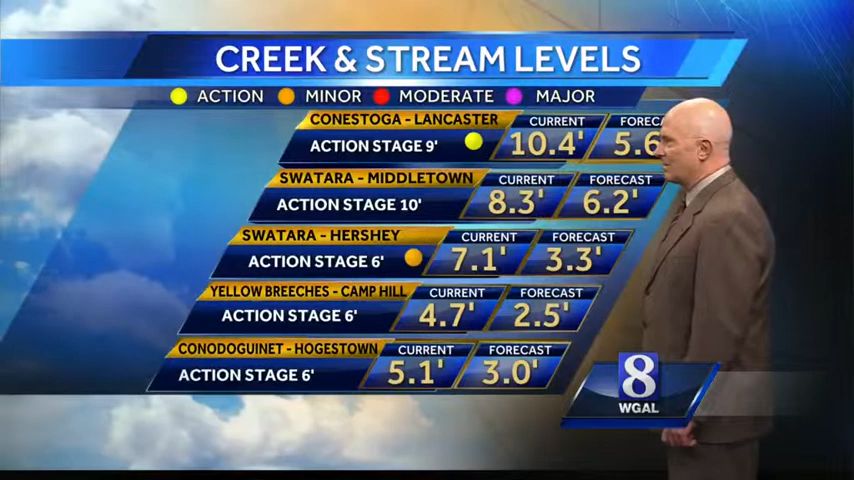 CREEK & STREAM LEVELS
ACTION MINOR MODERATE MAJOR
CONESTOGA - LANCASTER
ACTION STAGE 9'
CURRENT
10.4'
5.6
SWATARA - MIDDLETOWN
ACTION STAGE 10'
CURRENT
8.3'
FORECAST
6.2'
SWATARA - HERSHEY
ACTION STAGE 6'
CURRENT
7.1'
FORECAST
3.3'
YELLOW BREECHES - CAMP HILL
ACTION STAGE 6'
CURRENT
4.7'
FORECAST
2.5'
CONODOGUINET - HOGESTOWN
ACTION STAGE 6'
CURRENT
5.1'
FORECAST
3.0'
8
WGAL